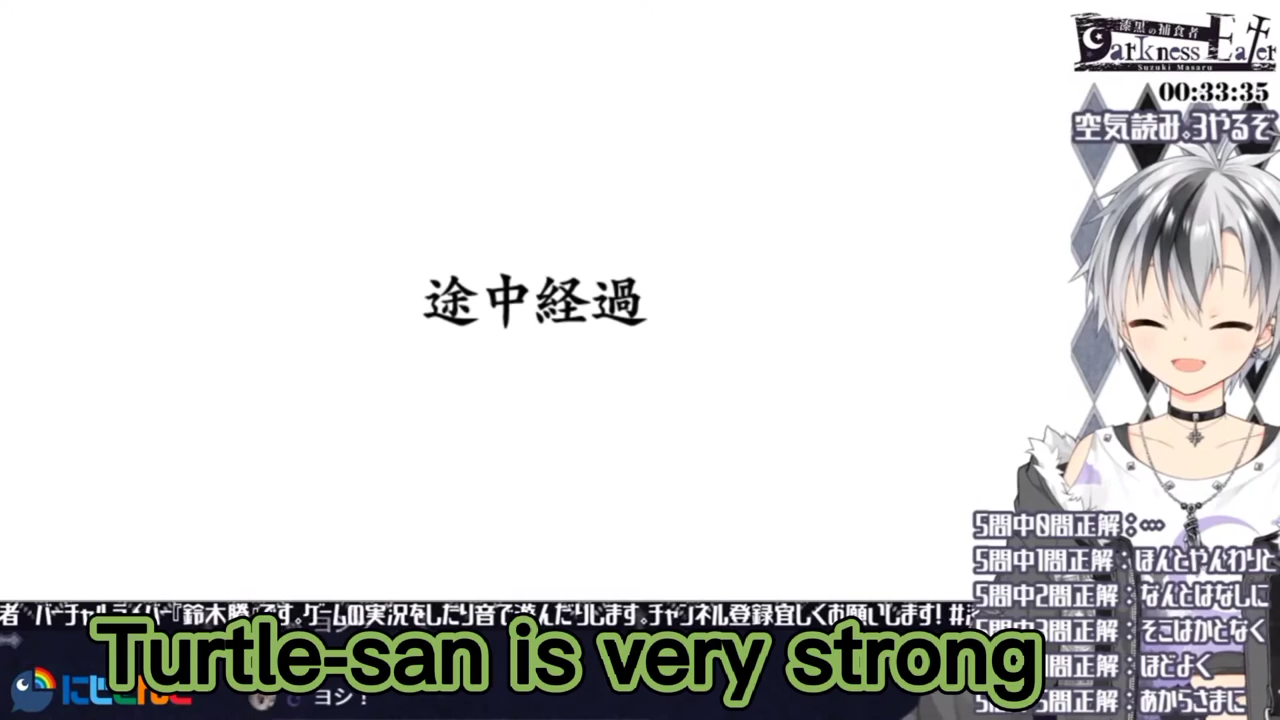 漆黒の捕食者
Darkness Eater
Suzuki Masaru
00:33:35
空気読み。3やるぞ
途中経過
5問中0問正解：…
5問中1問正解：ほんとやんわりと
5問中2問正解：なんとはなしに
そこはかとなく
問正解：ほどよく
問正解：あからさまに
者 バーチャルライバー『鈴木勝』です。ゲームの実況をしたり音で遊んだりします。チャンネル登録宜しくお願いします！#
Turtle-san is very strong
にじさんじ
ヨシ！